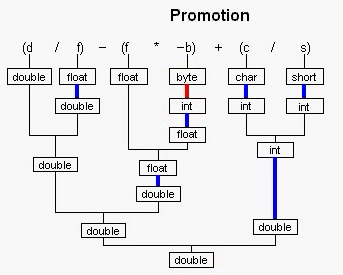 Promotion
(d / f) – (f * –b) + (c / s)
double float float byte char short
double int int int
float
double float int
double
double double
double